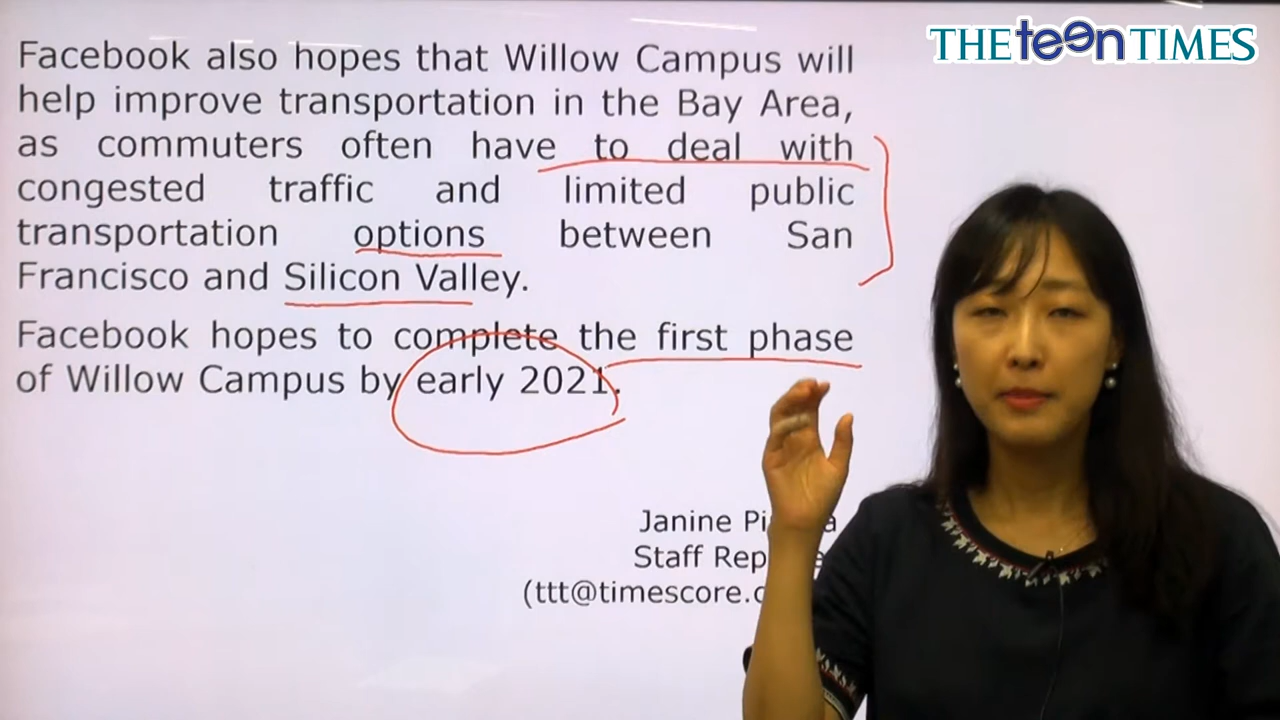 THE teen TIMES
Facebook also hopes that Willow Campus will
help improve transportation in the Bay Area,
as commuters often have to deal with
congested traffic and limited public
transportation options between San
Francisco and Silicon Valley.
Facebook hopes to complete the first phase
of Willow Campus by early 2021.
Janine
Staff